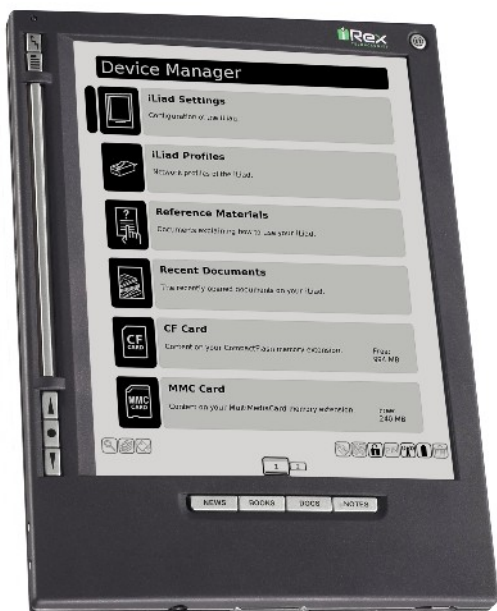 iRex
Device Manager
iLiad Settings
Configuration of your iLiad.
iLiad Profiles
Network profiles of the iLiad.
Reference Materials
Documents explaining how to use your iLiad.
Recent Documents
The recently opened documents on your iLiad.
CF CARD
CF Card
Content on your CompactFlash memory extension.
Free:
994 MB
MMC CARD
MMC Card
Content on your MultiMediaCard memory extension
Free:
240 MB
1 2
NEWS BOOKS DOCS NOTES